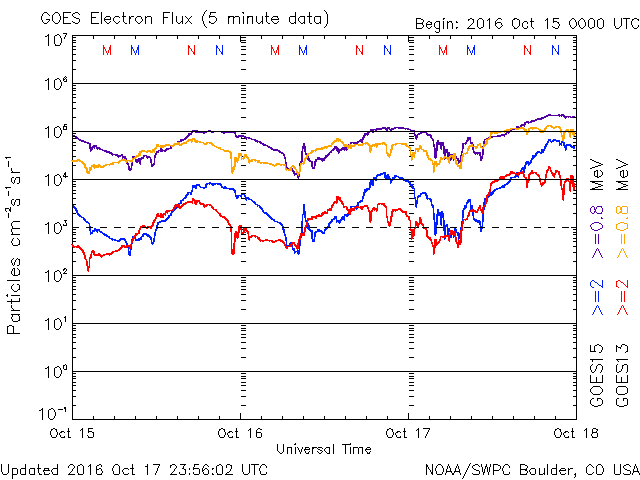 GOES Electron Flux (5 minute data)
Begin: 2016 Oct 15 0000 UTC
M M N N M M N N M M N N
10⁷
10⁶
10⁵
10⁴
10³
10²
10¹
10⁰
10⁻¹
Particles cm⁻²s⁻¹sr⁻¹
Oct 15 Oct 16 Oct 17 Oct 18
Universal Time
GOES15 >=2 >=0.8 MeV
GOES13 >=2 >=0.8 MeV
Updated 2016 Oct 17 23:56:02 UTC
NOAA/SWPC Boulder, CO USA